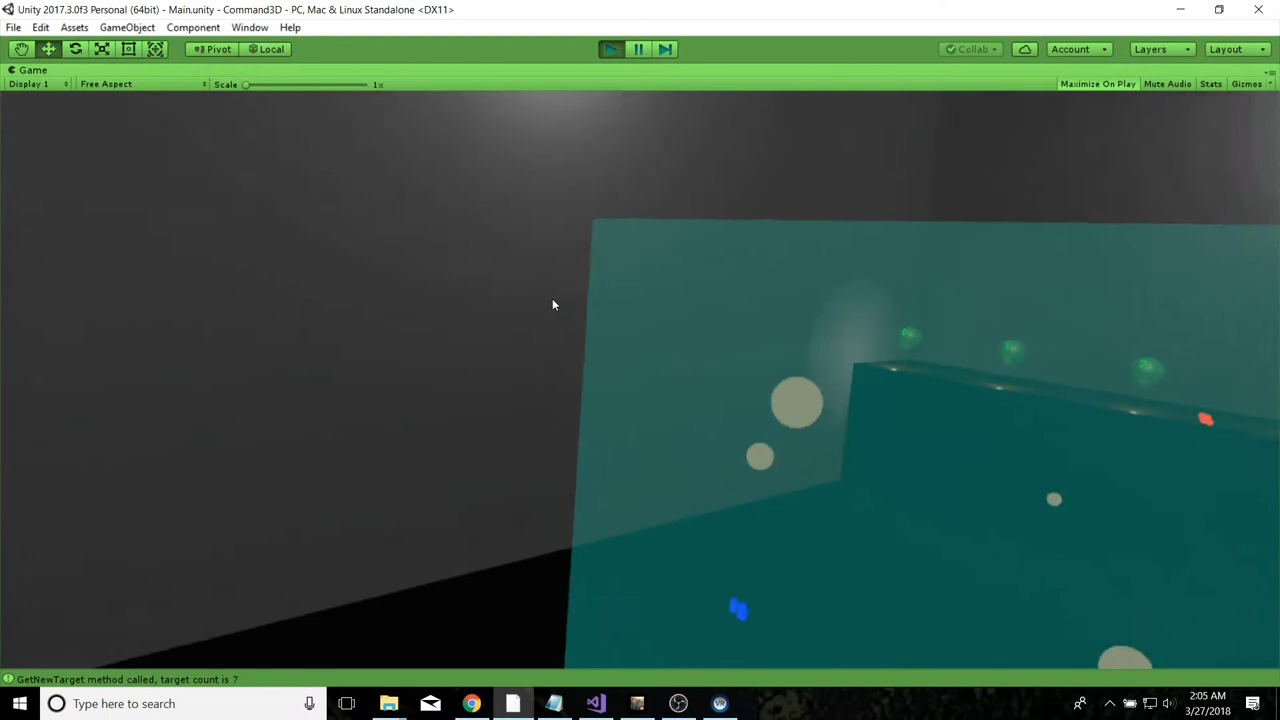 Unity 2017.3.0f3 Personal (64bit) - Main.unity - Command3D - PC, Mac & Linux Standalone <DX11>
File Edit Assets GameObject Component Window Help
Pivot Local Collab Account Layers Layout
Game
Display 1 Free Aspect Scale 1x Maximize On Play Mute Audio Stats Gizmos
GetNewTarget method called, target count is 7
Type here to search
VR
2:05 AM
3/27/2018